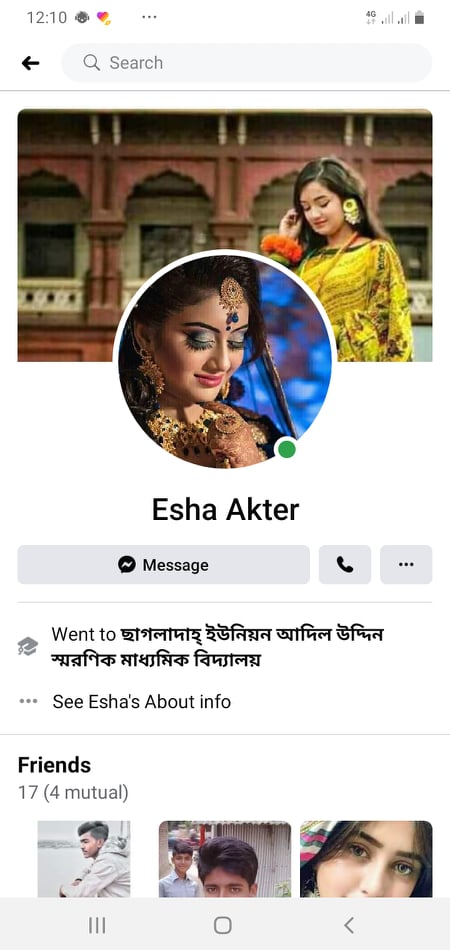 12:10
4G
Search
Esha Akter
Message
Went to ছাগলাদাহ্ ইউনিয়ন আদিল উদ্দিন
স্মরণিক মাধ্যমিক বিদ্যালয়
See Esha's About info
Friends
17 (4 mutual)